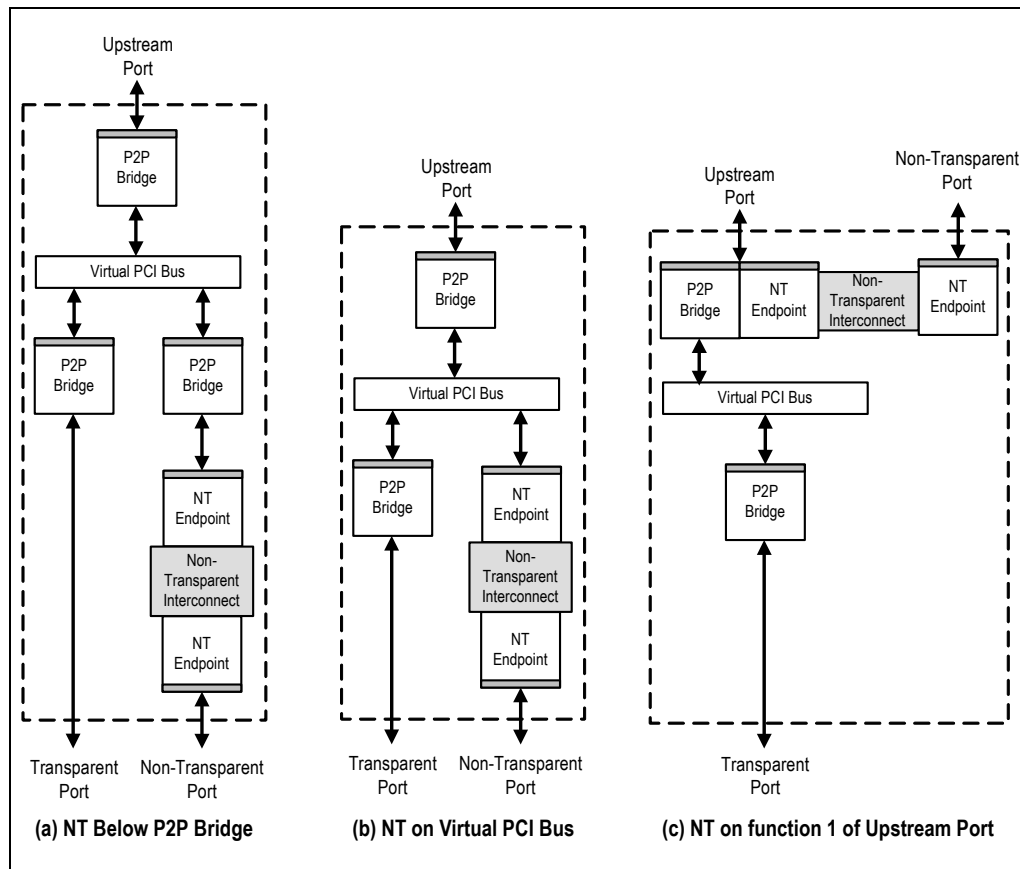 Upstream
Port
P2P
Bridge
Virtual PCI Bus
P2P
Bridge
P2P
Bridge
NT
Endpoint
Non-
Transparent
Interconnect
NT
Endpoint
Transparent
Port
Non-Transparent
Port
(a) NT Below P2P Bridge
Upstream
Port
P2P
Bridge
Virtual PCI Bus
P2P
Bridge
NT
Endpoint
Non-
Transparent
Interconnect
NT
Endpoint
Transparent
Port
Non-Transparent
Port
(b) NT on Virtual PCI Bus
Upstream
Port
Non-Transparent
Port
P2P
Bridge
NT
Endpoint
Non-
Transparent
Interconnect
NT
Endpoint
Virtual PCI Bus
P2P
Bridge
Transparent
Port
(c) NT on function 1 of Upstream Port